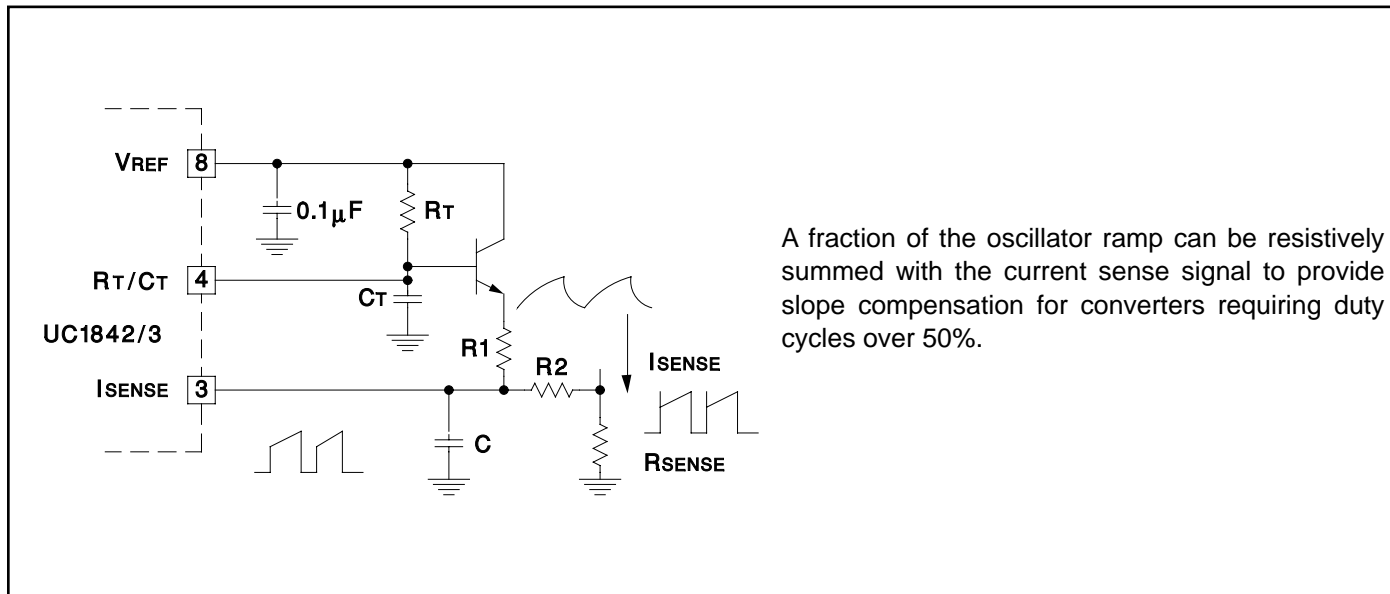 VREF 8
0.1μF RT
RT/CT 4
CT
UC1842/3
R1
ISENSE 3
R2
ISENSE
C
RSENSE
A fraction of the oscillator ramp can be resistively
summed with the current sense signal to provide
slope compensation for converters requiring duty
cycles over 50%.